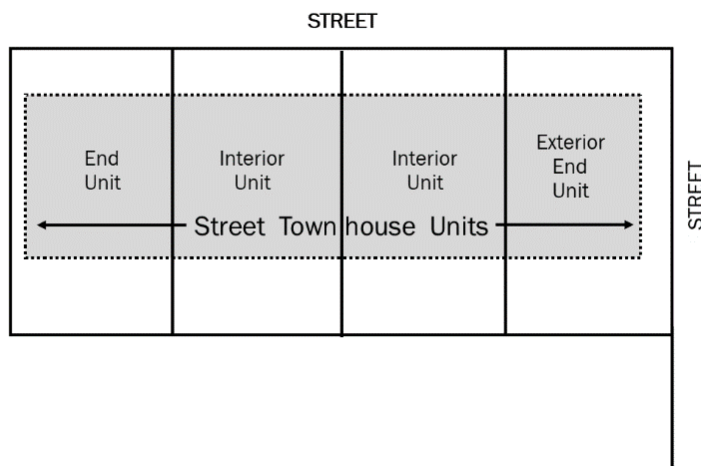 STREET
End
Unit
Interior
Unit
Interior
Unit
Exterior
End
Unit
Street Townhouse Units
STREET